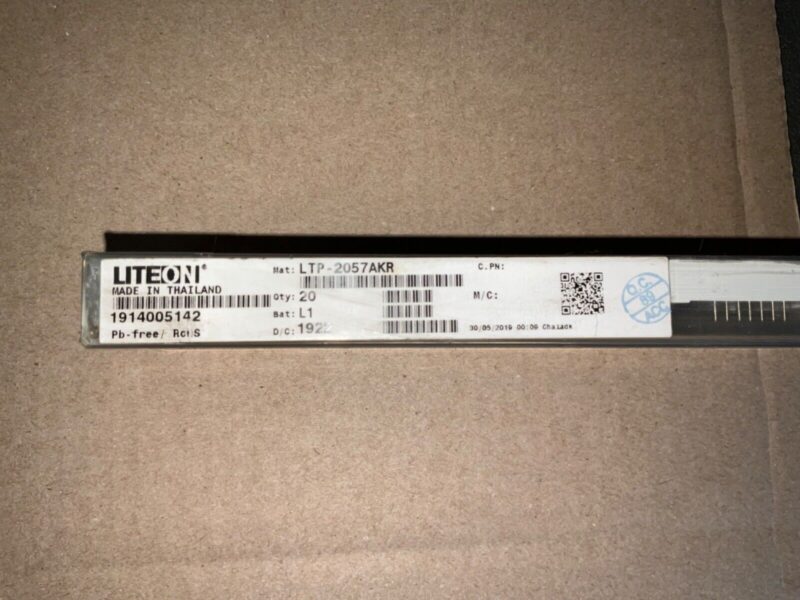 LITEON®
MADE IN THAILAND
1914005142
Pb-free/ RoHS
Mat: LTP-2057AKR
Qty: 20
Bat: L1
D/C: 1922
C.PN:
M/C:
30/05/2019 00:09
Q.C.
ACC